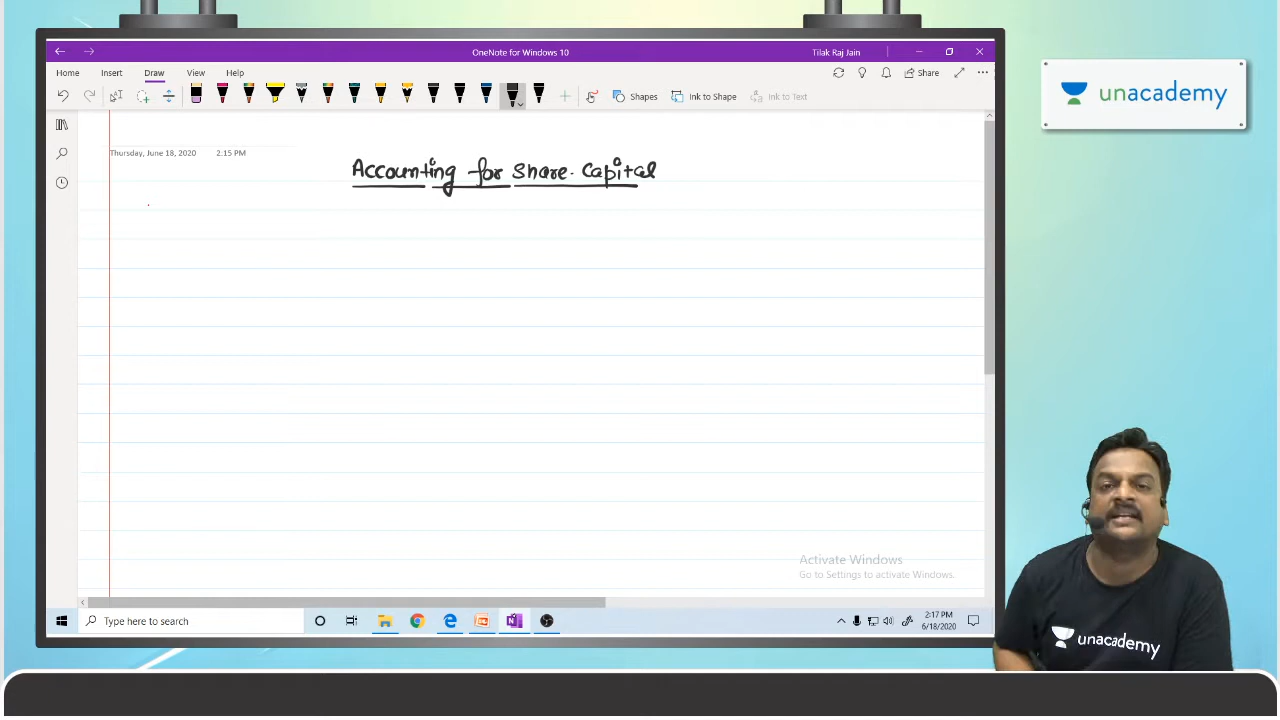 OneNote for Windows 10
Tilak Raj Jain
Home Insert Draw View Help
Share
Shapes Ink to Shape Ink to Text
Thursday, June 18, 2020 2:15 PM
Accounting for Share Capital
Activate Windows
Go to Settings to activate Windows.
Type here to search
2:17 PM
6/18/2020
unacademy
unacademy